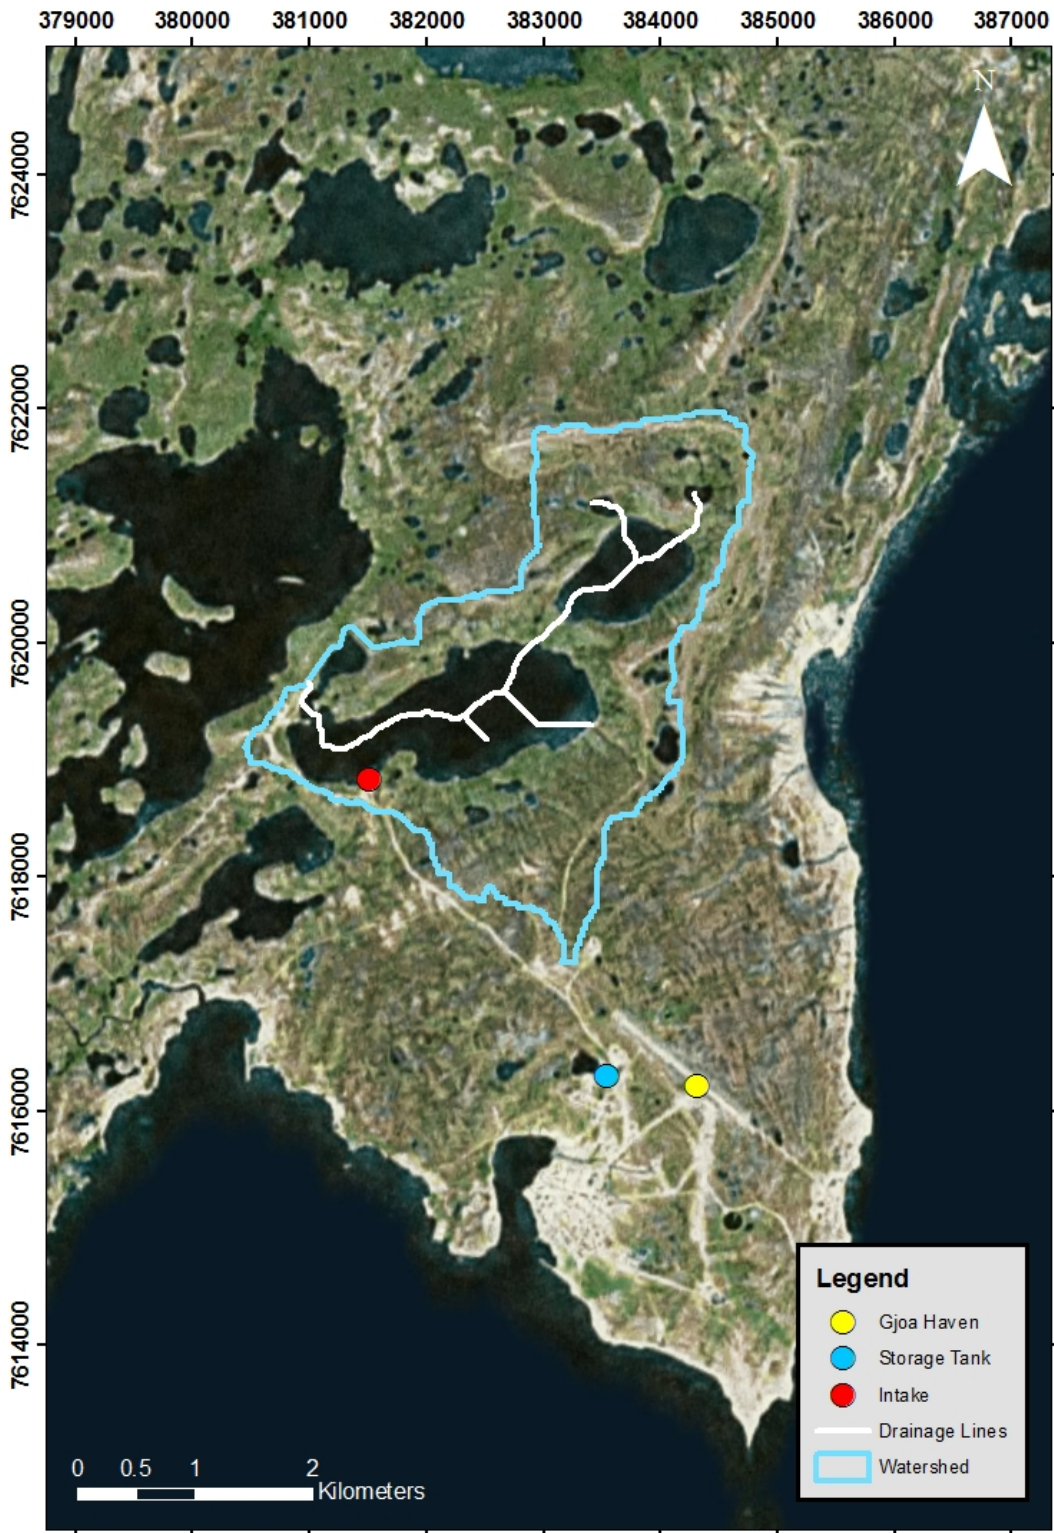 379000 380000 381000 382000 383000 384000 385000 386000 387000
N
7624000
7622000
7620000
7618000
7616000
7614000
Legend
Gjoa Haven
Storage Tank
Intake
Drainage Lines
Watershed
0 0.5 1 2
Kilometers